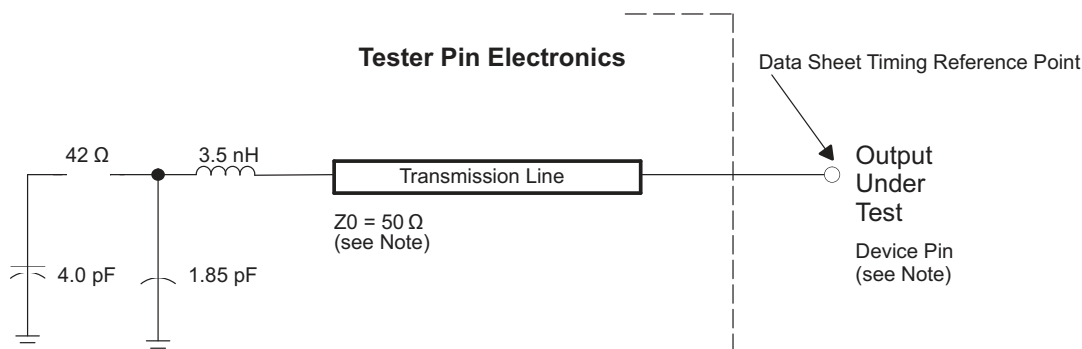 Tester Pin Electronics
Data Sheet Timing Reference Point
42 Ω
3.5 nH
Transmission Line
Output
Under
Test
Z0 = 50 Ω
(see Note)
Device Pin
(see Note)
4.0 pF
1.85 pF